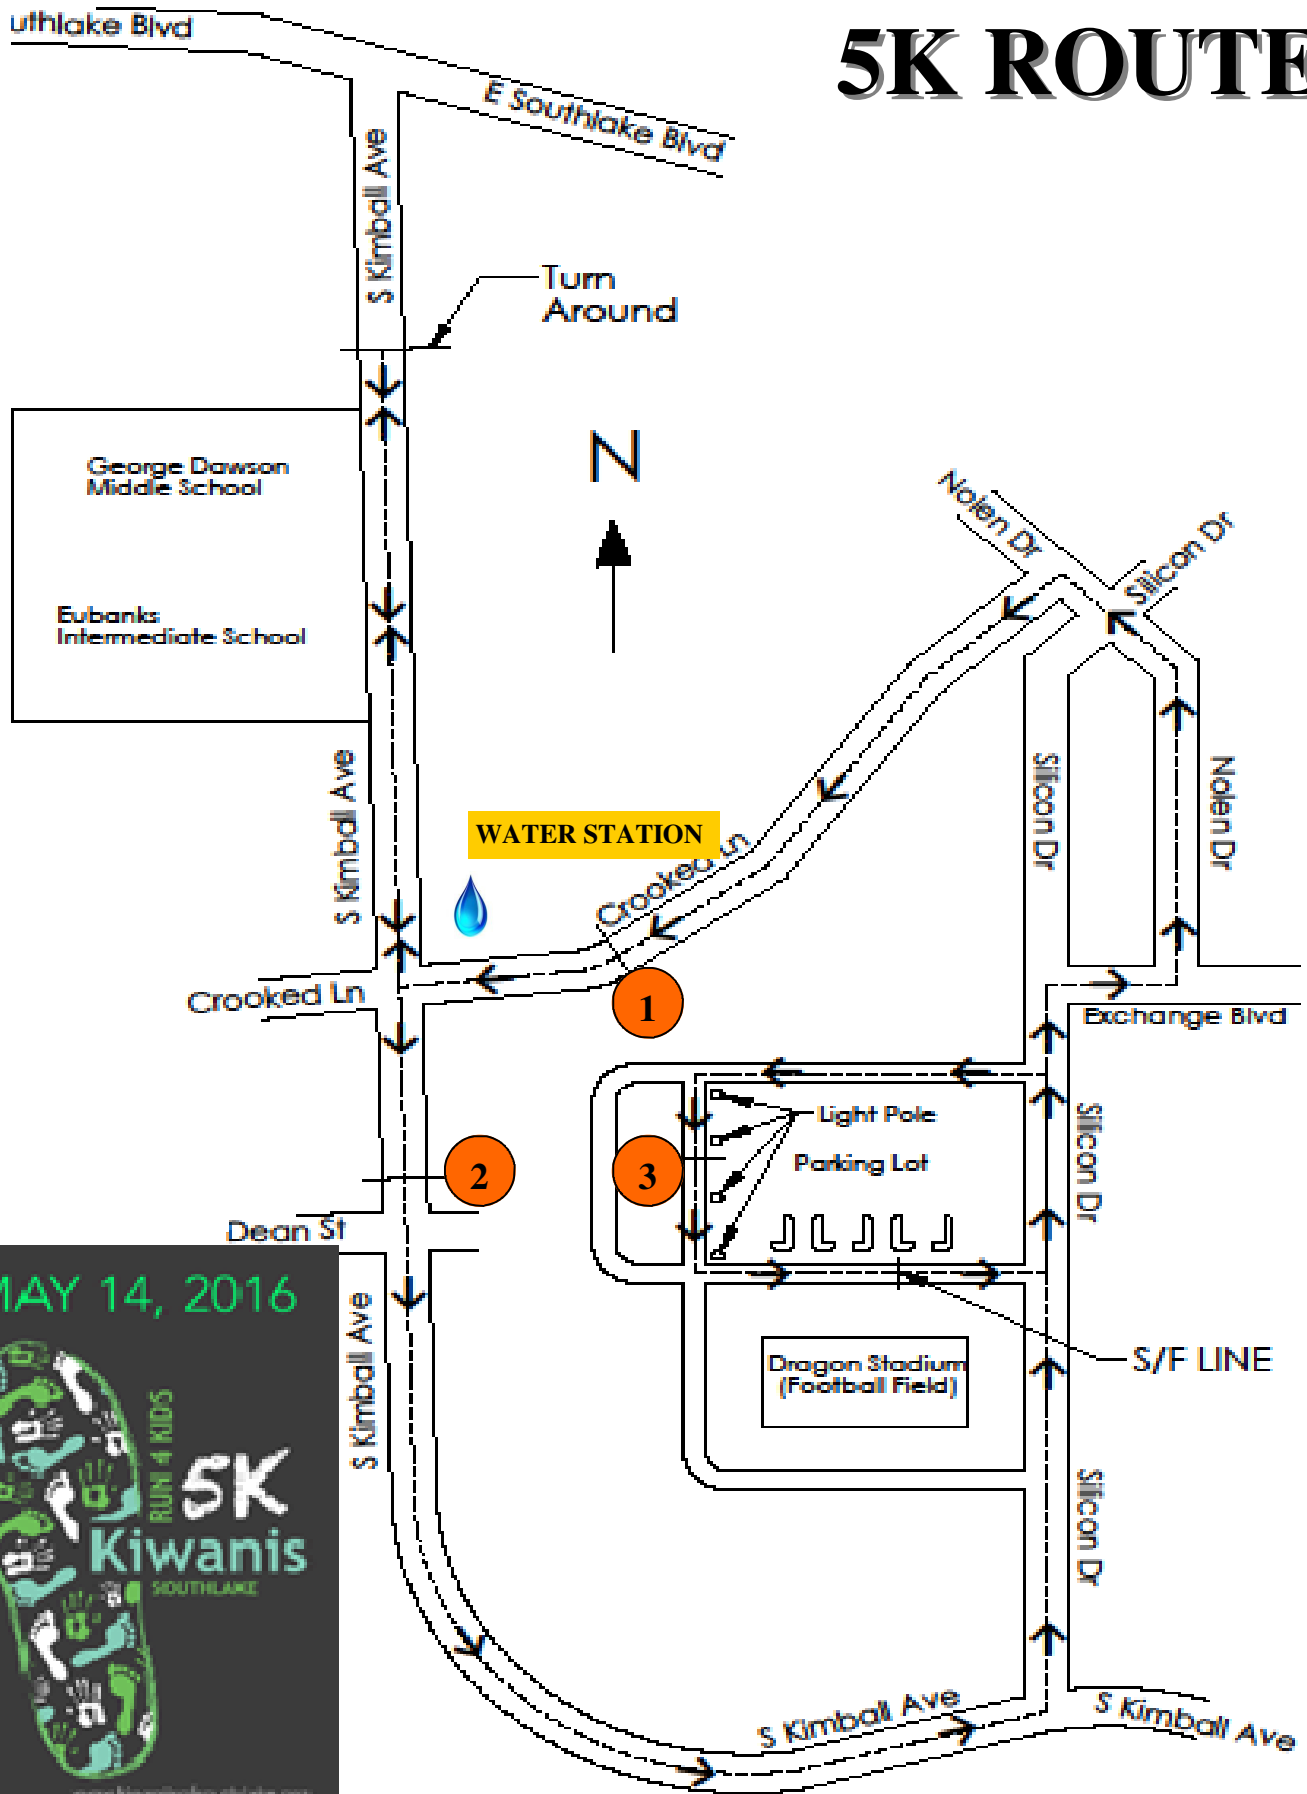 uthlake Blvd
5K ROUTE
E Southlake Blvd
S Kimball Ave
Turn
Around
George Dawson
Middle School
N
Nolen Dr
Silicon Dr
Eubanks
Intermediate School
S Kimball Ave
WATER STATION
Silicon Dr
Nolen Dr
Crooked Ln
Crooked Ln
1
Exchange Blvd
Light Pole
Parking Lot
Silicon Dr
2
3
Dean St
MAY 14, 2016
S Kimball Ave
S/F LINE
Dragon Stadium
(Football Field)
RUN 4 KIDS
5K
Kiwanis
SOUTHLAKE
Silicon Dr
S Kimball Ave
S Kimball Ave